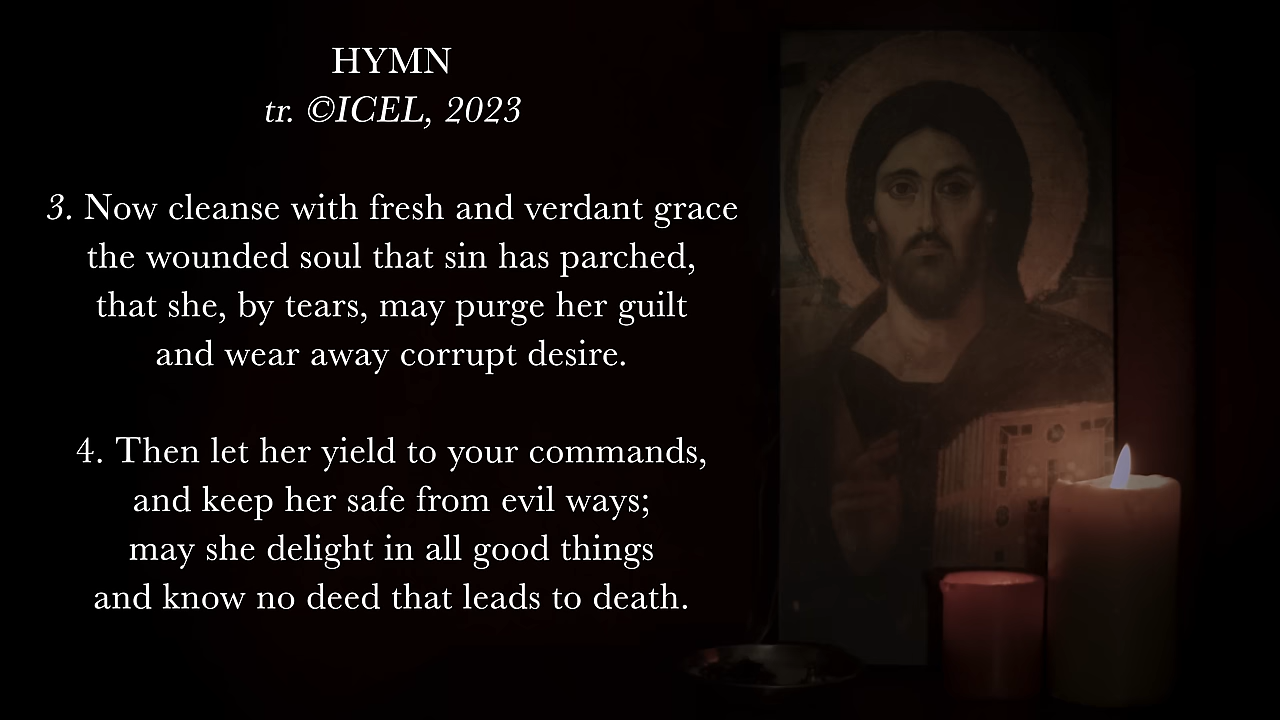 HYMN
tr. ©ICEL, 2023
3. Now cleanse with fresh and verdant grace
the wounded soul that sin has parched,
that she, by tears, may purge her guilt
and wear away corrupt desire.
4. Then let her yield to your commands,
and keep her safe from evil ways;
may she delight in all good things
and know no deed that leads to death.